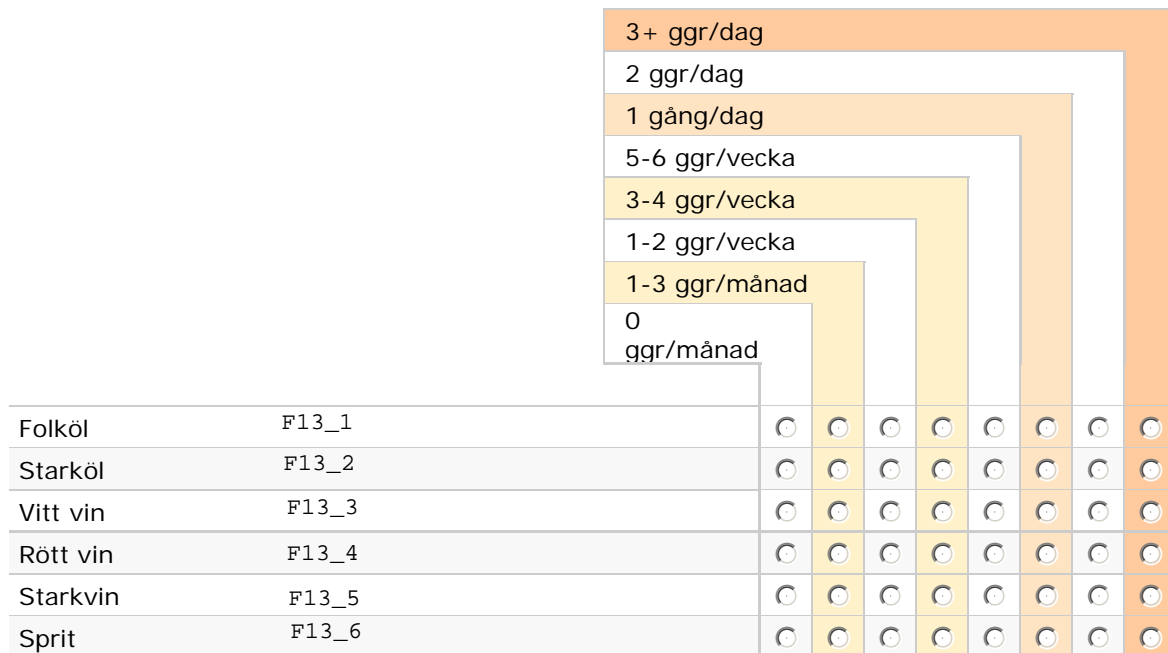 3+ ggr/dag
2 ggr/dag
1 gång/dag
5-6 ggr/vecka
3-4 ggr/vecka
1-2 ggr/vecka
1-3 ggr/månad
0
ggr/månad
Folköl F13_1
Starköl F13_2
Vitt vin F13_3
Rött vin F13_4
Starkvin F13_5
Sprit F13_6